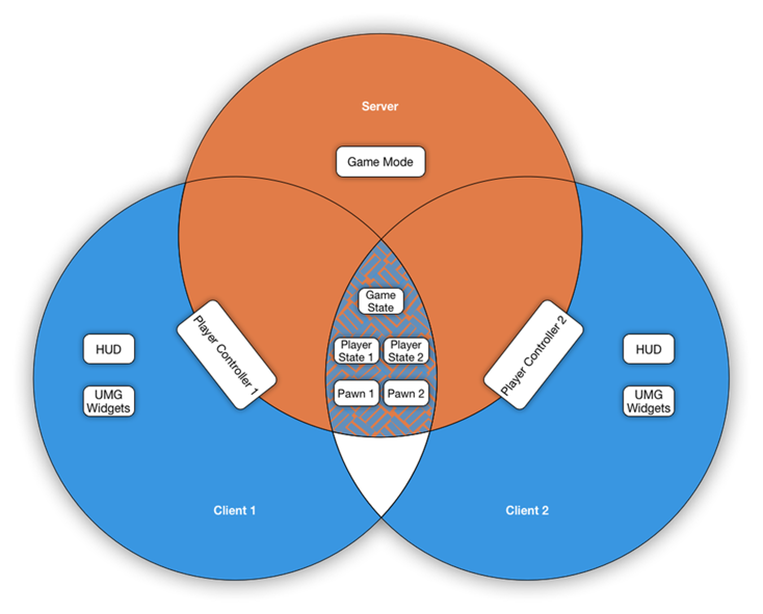 Server
Game Mode
Game
State
Player
State 1
Player
State 2
Pawn 1
Pawn 2
Player Controller 1
Player Controller 2
HUD
UMG
Widgets
HUD
UMG
Widgets
Client 1
Client 2